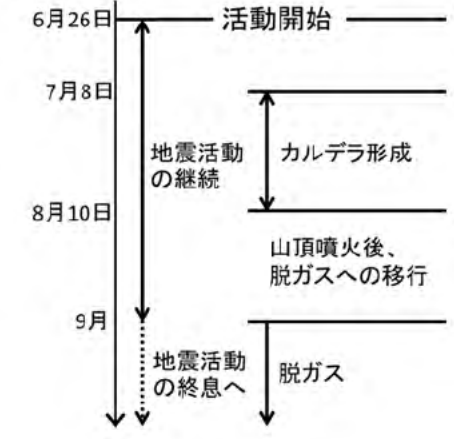 6月26日
活動開始
7月8日
地震活動
の継続
カルデラ形成
8月10日
山頂噴火後、
脱ガスへの移行
9月
地震活動
の終息へ
脱ガス